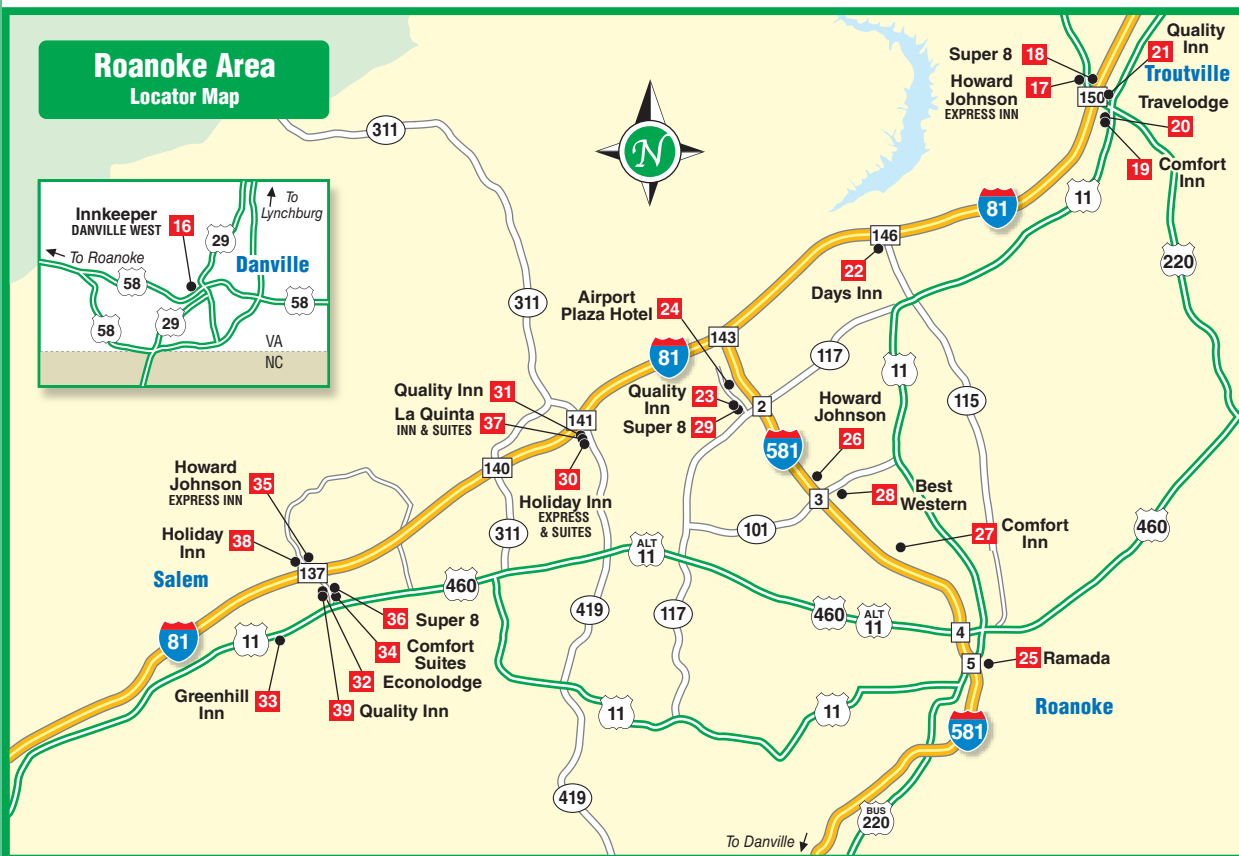 Roanoke Area
Locator Map
N
311
311
Innkeeper
DANVILLE WEST
16
To
Lynchburg
29
To Roanoke
Danville
58
58
58
29
VA
NC
Super 8 18
Howard
Johnson
EXPRESS INN
17
Quality
Inn
21
Troutville
150
Travelodge
20
19 Comfort
Inn
11
81
220
146
22
Days Inn
Airport
Plaza Hotel
24
143
81
117
11
115
Quality
Inn
23
Super 8 29
2
581
Howard
Johnson
26
3
28 Best
Western
101
27 Comfort
Inn
460
Quality Inn 31
La Quinta
INN & SUITES
37
141
140
30
Holiday Inn
EXPRESS
& SUITES
311
Howard
Johnson
EXPRESS INN
35
Holiday
Inn
38
Salem
137
81
11
460
ALT
11
36 Super 8
34 Comfort
Suites
32 Econolodge
39 Quality Inn
Greenhill
Inn
33
419
117
460
ALT
11
4
5
25 Ramada
Roanoke
11
11
581
419
BUS
220
To Danville